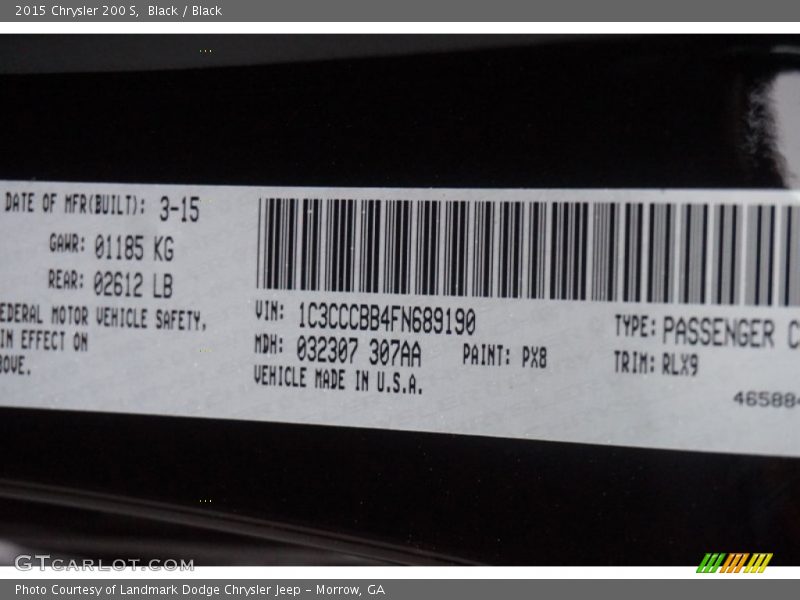 2015 Chrysler 200 S, Black / Black
DATE OF MFR(BUILT): 3-15
GAWR: 01185 KG
REAR: 02612 LB
EDERAL MOTOR VEHICLE SAFETY,
IN EFFECT ON
BOVE.
VIN: 1C3CCCBB4FN689190
MDH: 032307 307AA PAINT: PX8
VEHICLE MADE IN U.S.A.
TYPE: PASSENGER C
TRIM: RLX9
46588
GTCARLOT.COM
Photo Courtesy of Landmark Dodge Chrysler Jeep – Morrow, GA